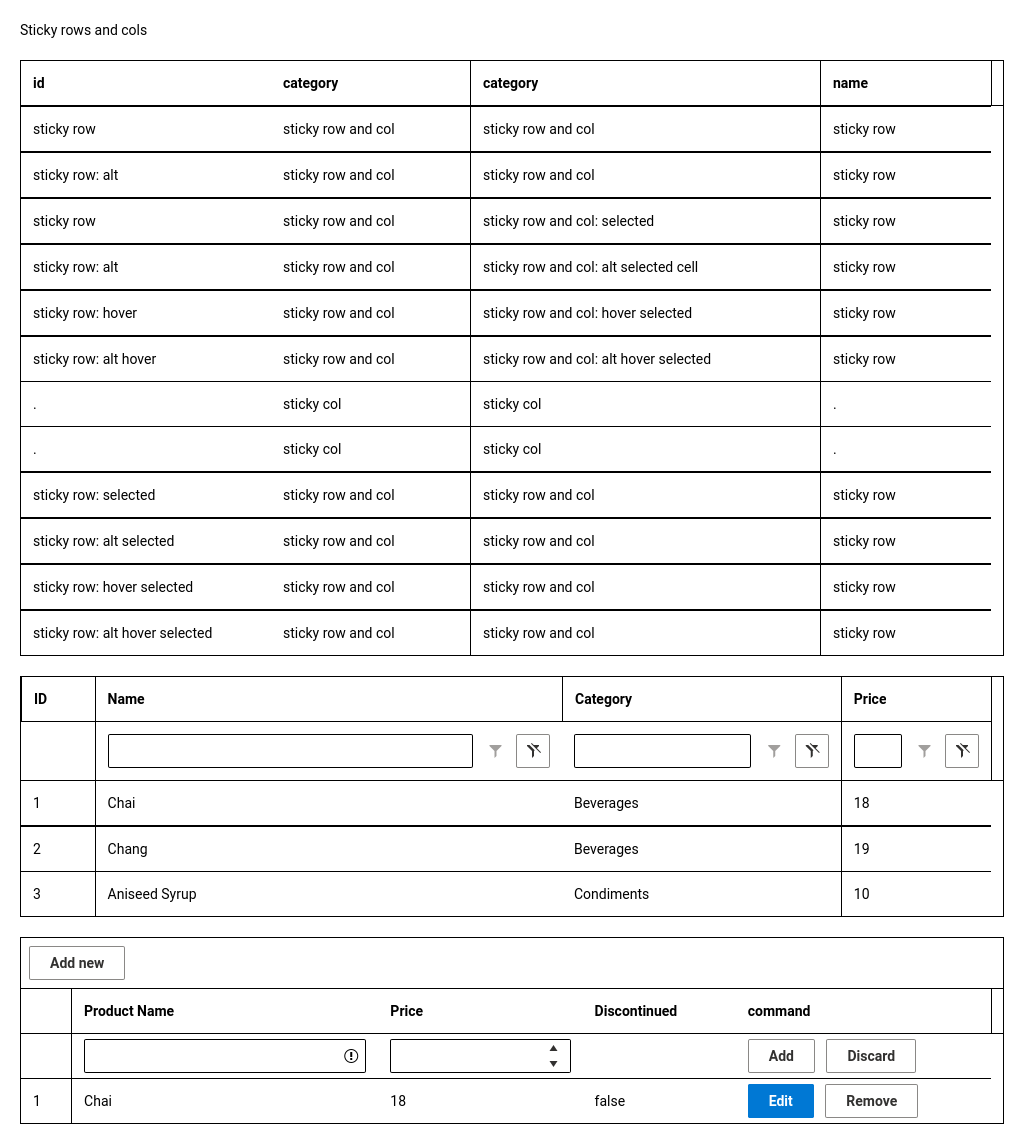 Sticky rows and cols
id category category name
sticky row sticky row and col sticky row and col sticky row
sticky row: alt sticky row and col sticky row and col sticky row
sticky row sticky row and col sticky row and col: selected sticky row
sticky row: alt sticky row and col sticky row and col: alt selected cell sticky row
sticky row: hover sticky row and col sticky row and col: hover selected sticky row
sticky row: alt hover sticky row and col sticky row and col: alt hover selected sticky row
. sticky col sticky col .
. sticky col sticky col .
sticky row: selected sticky row and col sticky row and col sticky row
sticky row: alt selected sticky row and col sticky row and col sticky row
sticky row: hover selected sticky row and col sticky row and col sticky row
sticky row: alt hover selected sticky row and col sticky row and col sticky row
ID Name Category Price
1 Chai Beverages 18
2 Chang Beverages 19
3 Aniseed Syrup Condiments 10
Add new
Product Name Price Discontinued command
Add Discard
1 Chai 18 false Edit Remove